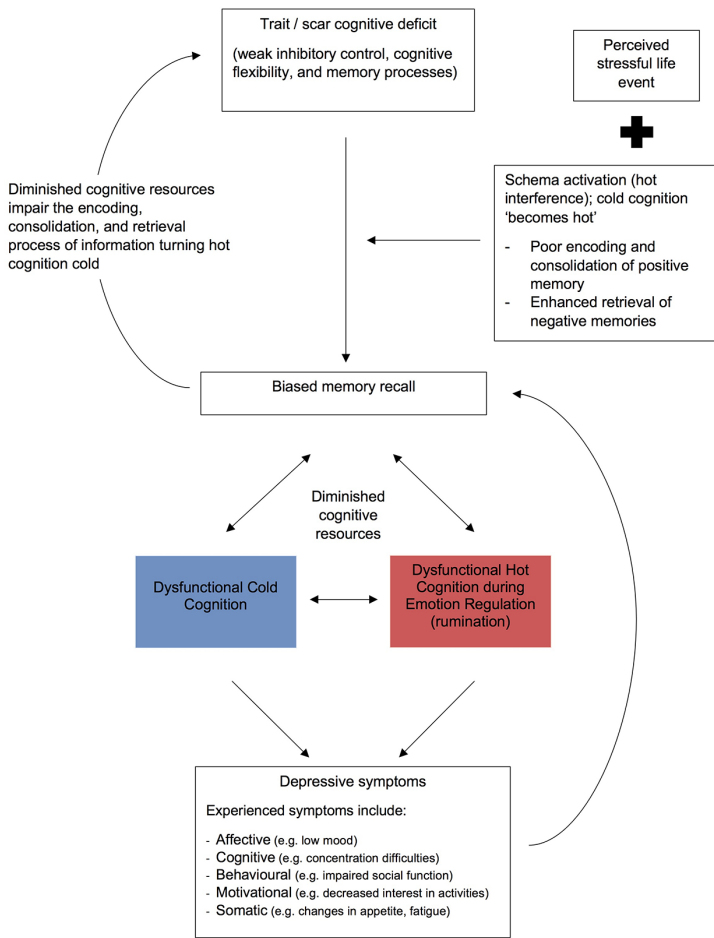 Trait / scar cognitive deficit
(weak inhibitory control, cognitive
flexibility, and memory processes)
Perceived
stressful life
event
Schema activation (hot
interference); cold cognition
‘becomes hot’
- Poor encoding and
consolidation of positive
memory
- Enhanced retrieval of
negative memories
Diminished cognitive resources
impair the encoding,
consolidation, and retrieval
process of information turning hot
cognition cold
Biased memory recall
Diminished
cognitive
resources
Dysfunctional Cold
Cognition
Dysfunctional Hot
Cognition during
Emotion Regulation
(rumination)
Depressive symptoms
Experienced symptoms include:
- Affective (e.g. low mood)
- Cognitive (e.g. concentration difficulties)
- Behavioural (e.g. impaired social function)
- Motivational (e.g. decreased interest in activities)
- Somatic (e.g. changes in appetite, fatigue)